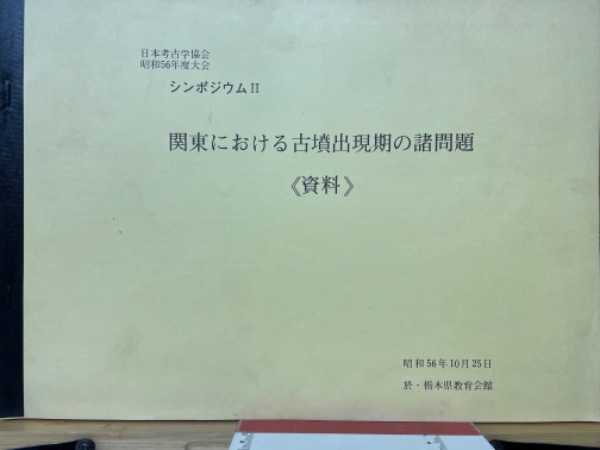 日本考古学協会
昭和56年度大会
シンポジウムⅡ
関東における古墳出現期の諸問題
《資料》
昭和56年10月25日
於・栃木県教育会館